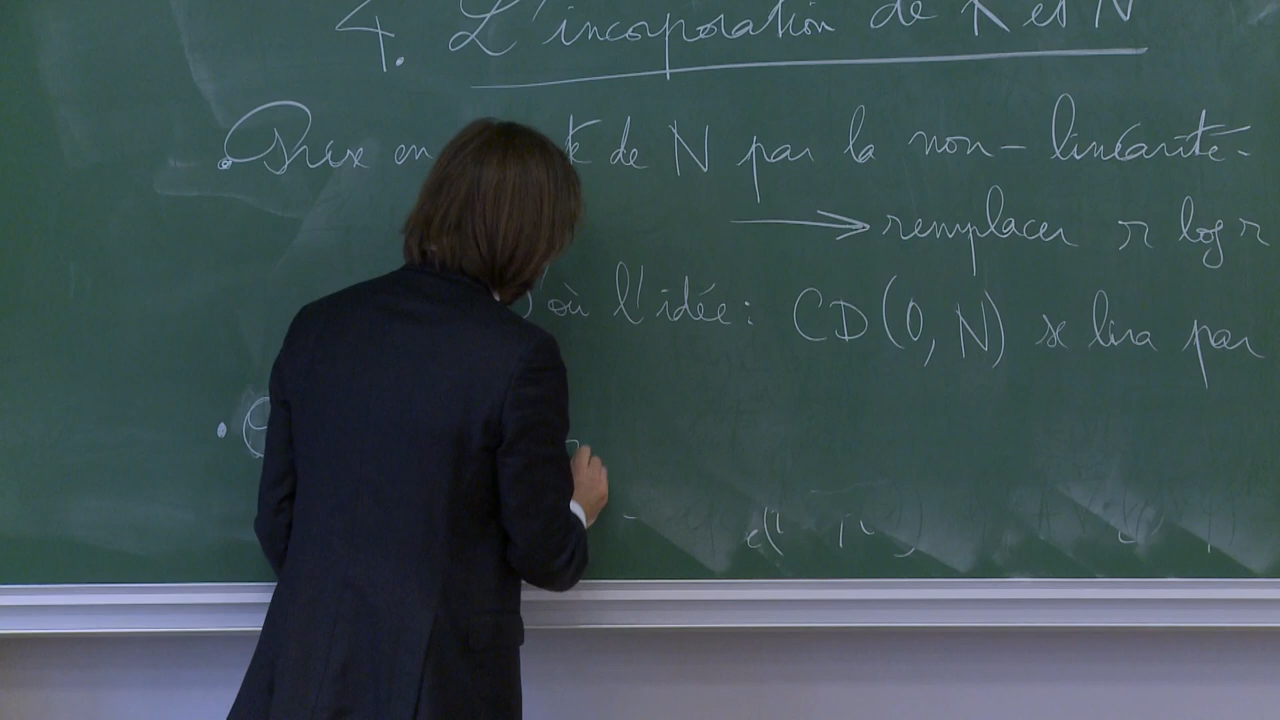 4. L'incorporation de K et N
Prise en de N par la non-linéarité.
→ remplacer r log r
où l'idée: CD(0, N) se lira par